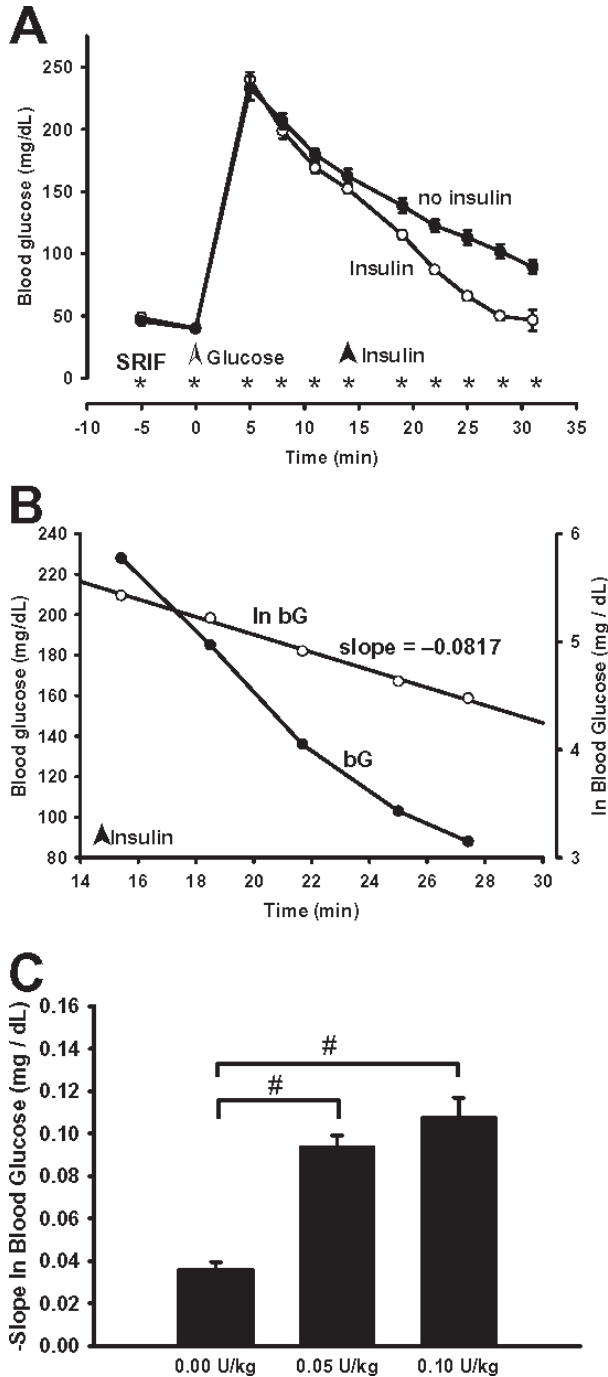 A
Blood glucose (mg/dL)
250
200
150
100
50
0
no insulin
Insulin
SRIF
Glucose
Insulin
* * * * * * * * * * *
-10 -5 0 5 10 15 20 25 30 35
Time (min)
B
Blood glucose (mg/dL)
240
220
200
180
160
140
120
100
80
6
5
4
3
ln Blood Glucose (mg / dL)
ln bG
slope = –0.0817
bG
Insulin
14 16 18 20 22 24 26 28 30
Time (min)
C
-Slope ln Blood Glucose (mg / dL)
0.16
0.14
0.12
0.10
0.08
0.06
0.04
0.02
0.00
#
#
0.00 U/kg 0.05 U/kg 0.10 U/kg